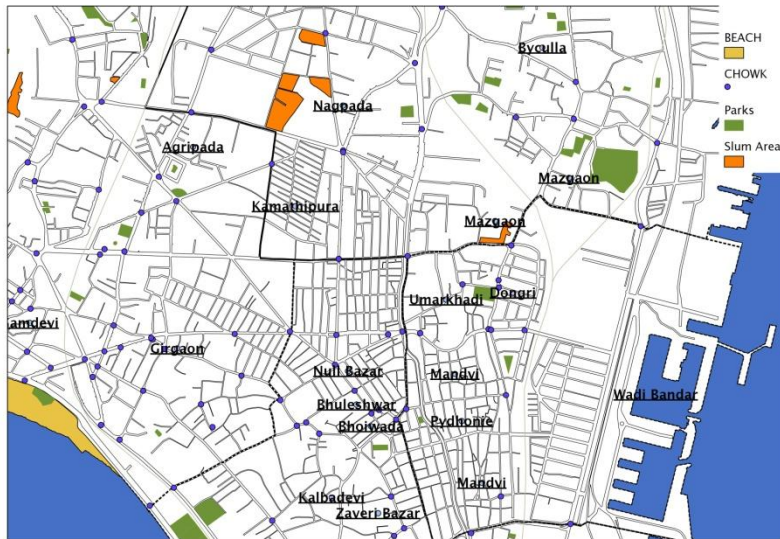 Byculla
BEACH
CHOWK
Parks
Slum Area
Nagpada
Agripada
Mazgaon
Kamathipura
Mazgaon
Umarkhadi
Dongri
amdevi
Girgaon
Null Bazar
Mandvi
Wadi Bandar
Bhuleshwar
Pydhonie
Bhoiwada
Mandvi
Kalbadevi
Zaveri Bazar